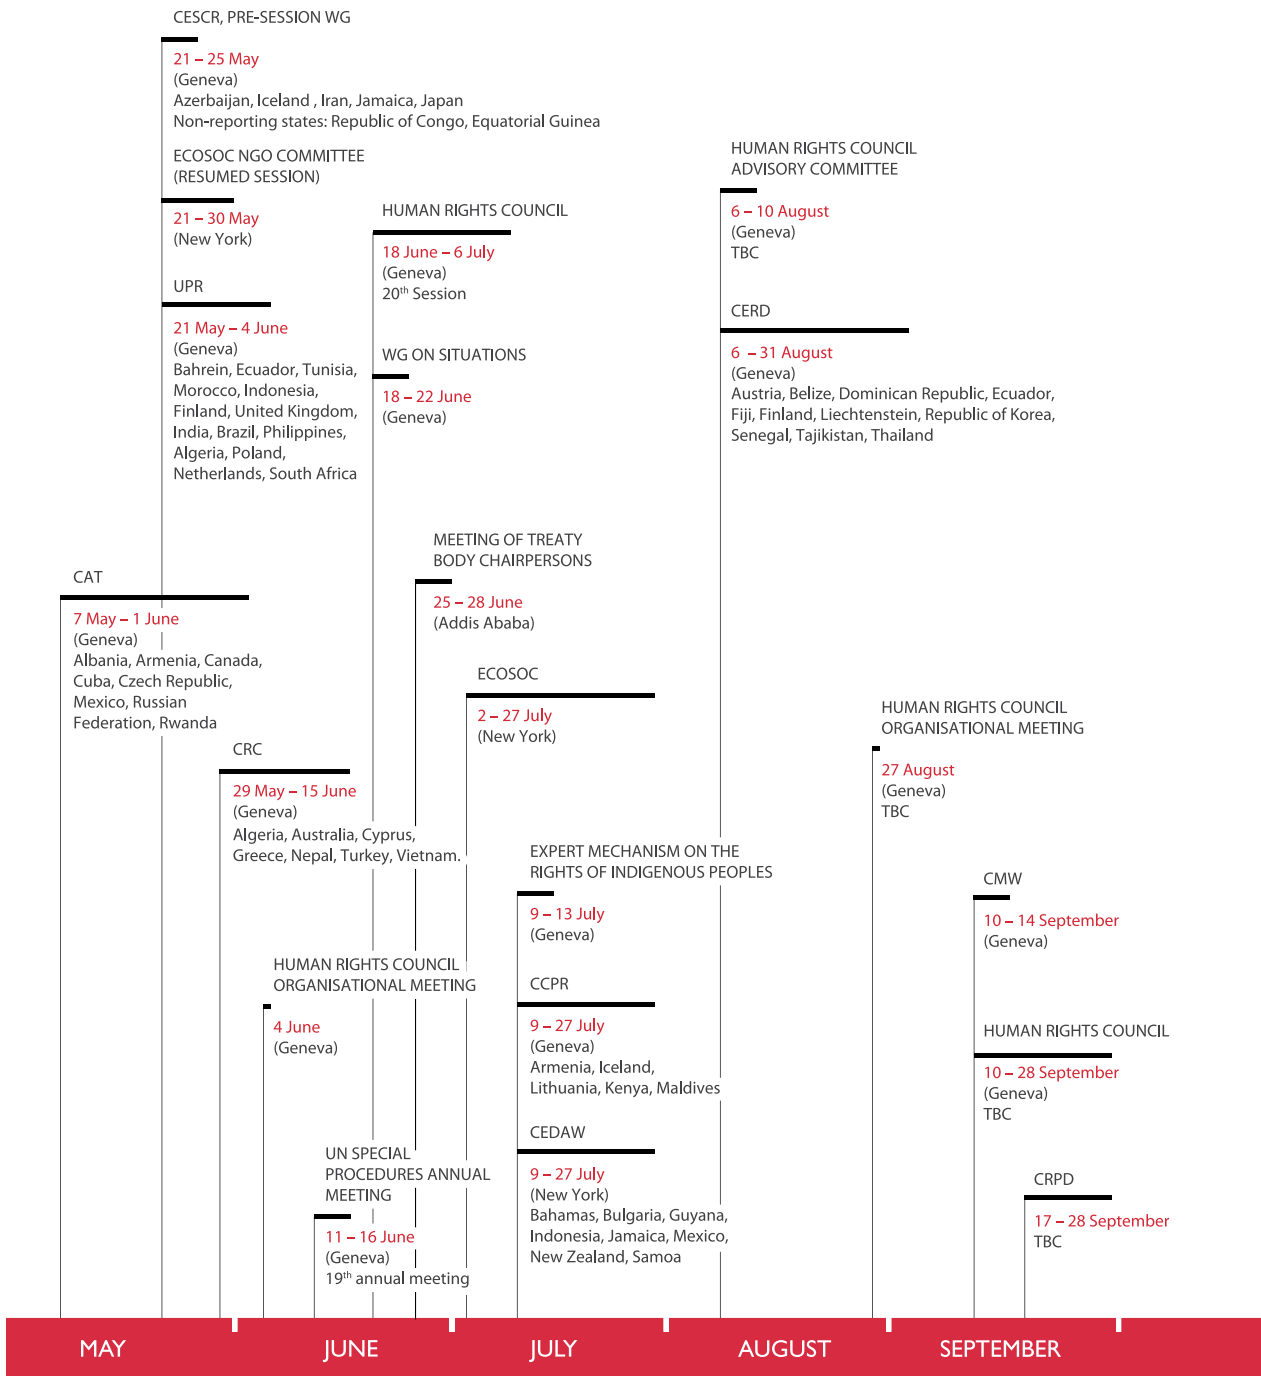 CESCR, PRE-SESSION WG
21 – 25 May
(Geneva)
Azerbaijan, Iceland , Iran, Jamaica, Japan
Non-reporting states: Republic of Congo, Equatorial Guinea
ECOSOC NGO COMMITTEE
(RESUMED SESSION)
21 – 30 May
(New York)
UPR
21 May – 4 June
(Geneva)
Bahrein, Ecuador, Tunisia,
Morocco, Indonesia,
Finland, United Kingdom,
India, Brazil, Philippines,
Algeria, Poland,
Netherlands, South Africa
HUMAN RIGHTS COUNCIL
18 June – 6 July
(Geneva)
20th Session
WG ON SITUATIONS
18 – 22 June
(Geneva)
HUMAN RIGHTS COUNCIL
ADVISORY COMMITTEE
6 – 10 August
(Geneva)
TBC
CERD
6 – 31 August
(Geneva)
Austria, Belize, Dominican Republic, Ecuador,
Fiji, Finland, Liechtenstein, Republic of Korea,
Senegal, Tajikistan, Thailand
MEETING OF TREATY
BODY CHAIRPERSONS
25 – 28 June
(Addis Ababa)
CAT
7 May – 1 June
(Geneva)
Albania, Armenia, Canada,
Cuba, Czech Republic,
Mexico, Russian
Federation, Rwanda
ECOSOC
2 – 27 July
(New York)
HUMAN RIGHTS COUNCIL
ORGANISATIONAL MEETING
27 August
(Geneva)
TBC
CRC
29 May – 15 June
(Geneva)
Algeria, Australia, Cyprus,
Greece, Nepal, Turkey, Vietnam.
EXPERT MECHANISM ON THE
RIGHTS OF INDIGENOUS PEOPLES
9 – 13 July
(Geneva)
CMW
10 – 14 September
(Geneva)
HUMAN RIGHTS COUNCIL
ORGANISATIONAL MEETING
4 June
(Geneva)
CCPR
9 – 27 July
(Geneva)
Armenia, Iceland,
Lithuania, Kenya, Maldives
HUMAN RIGHTS COUNCIL
10 – 28 September
(Geneva)
TBC
UN SPECIAL
PROCEDURES ANNUAL
MEETING
11 – 16 June
(Geneva)
19th annual meeting
CEDAW
9 – 27 July
(New York)
Bahamas, Bulgaria, Guyana,
Indonesia, Jamaica, Mexico,
New Zealand, Samoa
CRPD
17 – 28 September
TBC
MAY
JUNE
JULY
AUGUST
SEPTEMBER